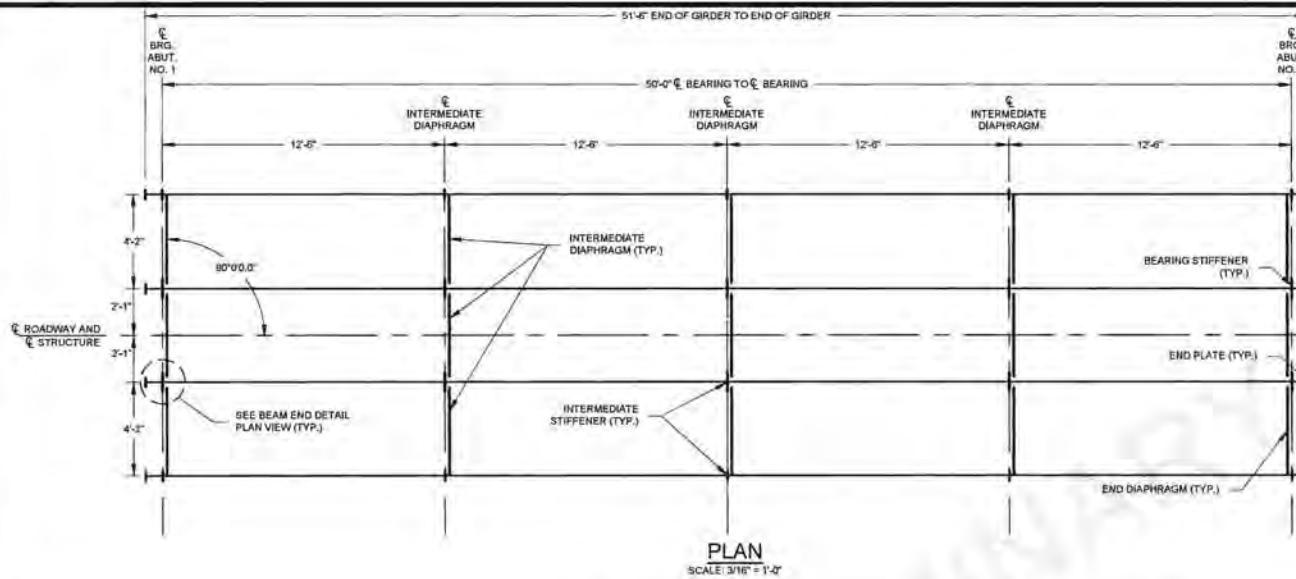 51'-6" END OF GIRDER TO END OF GIRDER
℄
BRG.
ABUT.
NO. 1
℄
BRG
ABU
NO.
50'-0" ℄ BEARING TO ℄ BEARING
℄
INTERMEDIATE
DIAPHRAGM
℄
INTERMEDIATE
DIAPHRAGM
℄
INTERMEDIATE
DIAPHRAGM
12'-6"
12'-6"
12'-6"
12'-6"
4'-2"
INTERMEDIATE
DIAPHRAGM (TYP.)
90°0'0.0"
BEARING STIFFENER
(TYP.)
2'-1"
℄ ROADWAY AND
℄ STRUCTURE
2'-1"
END PLATE (TYP.)
4'-2"
SEE BEAM END DETAIL
PLAN VIEW (TYP.)
INTERMEDIATE
STIFFENER (TYP.)
END DIAPHRAGM (TYP.)
PLAN
SCALE: 3/16" = 1'-0"